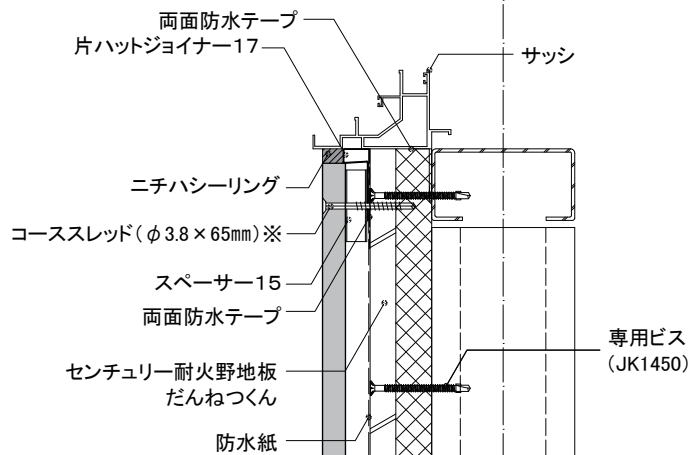 両面防水テープ
片ハットジョイナー17
サッシ
ニチハシーリング
コーススレッド(φ3.8×65mm)※
スペーサー15
両面防水テープ
専用ビス
(JK1450)
センチュリー耐火野地板
だんねつくん
防水紙